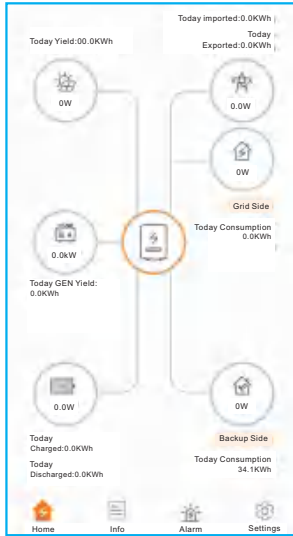 Today imported:0.0KWh
Today
Exported:0.0KWh
Today Yield:00.0KWh
0W
0.0W
0W
Grid Side
Today Consumption
0.0KWh
0.0kW
Today GEN Yield:
0.0KWh
0.0W
0W
Today
Charged:0.0KWh
Today
Discharged:0.0KWh
Backup Side
Today Consumption
34.1KWh
Home
Info
Alarm
Settings